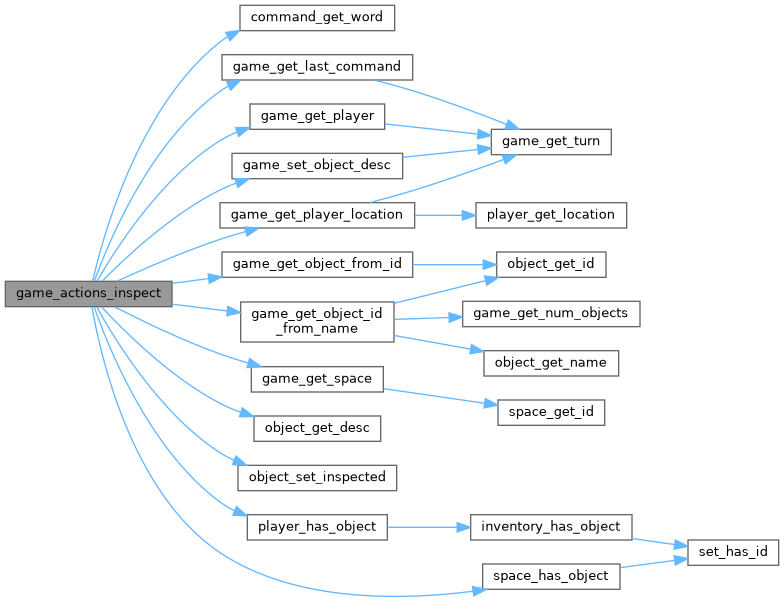 command_get_word
game_get_last_command
game_get_player
game_get_turn
game_set_object_desc
game_get_player_location
player_get_location
game_get_object_from_id
object_get_id
game_actions_inspect
game_get_object_id
_from_name
game_get_num_objects
object_get_name
game_get_space
space_get_id
object_get_desc
object_set_inspected
player_has_object
inventory_has_object
set_has_id
space_has_object